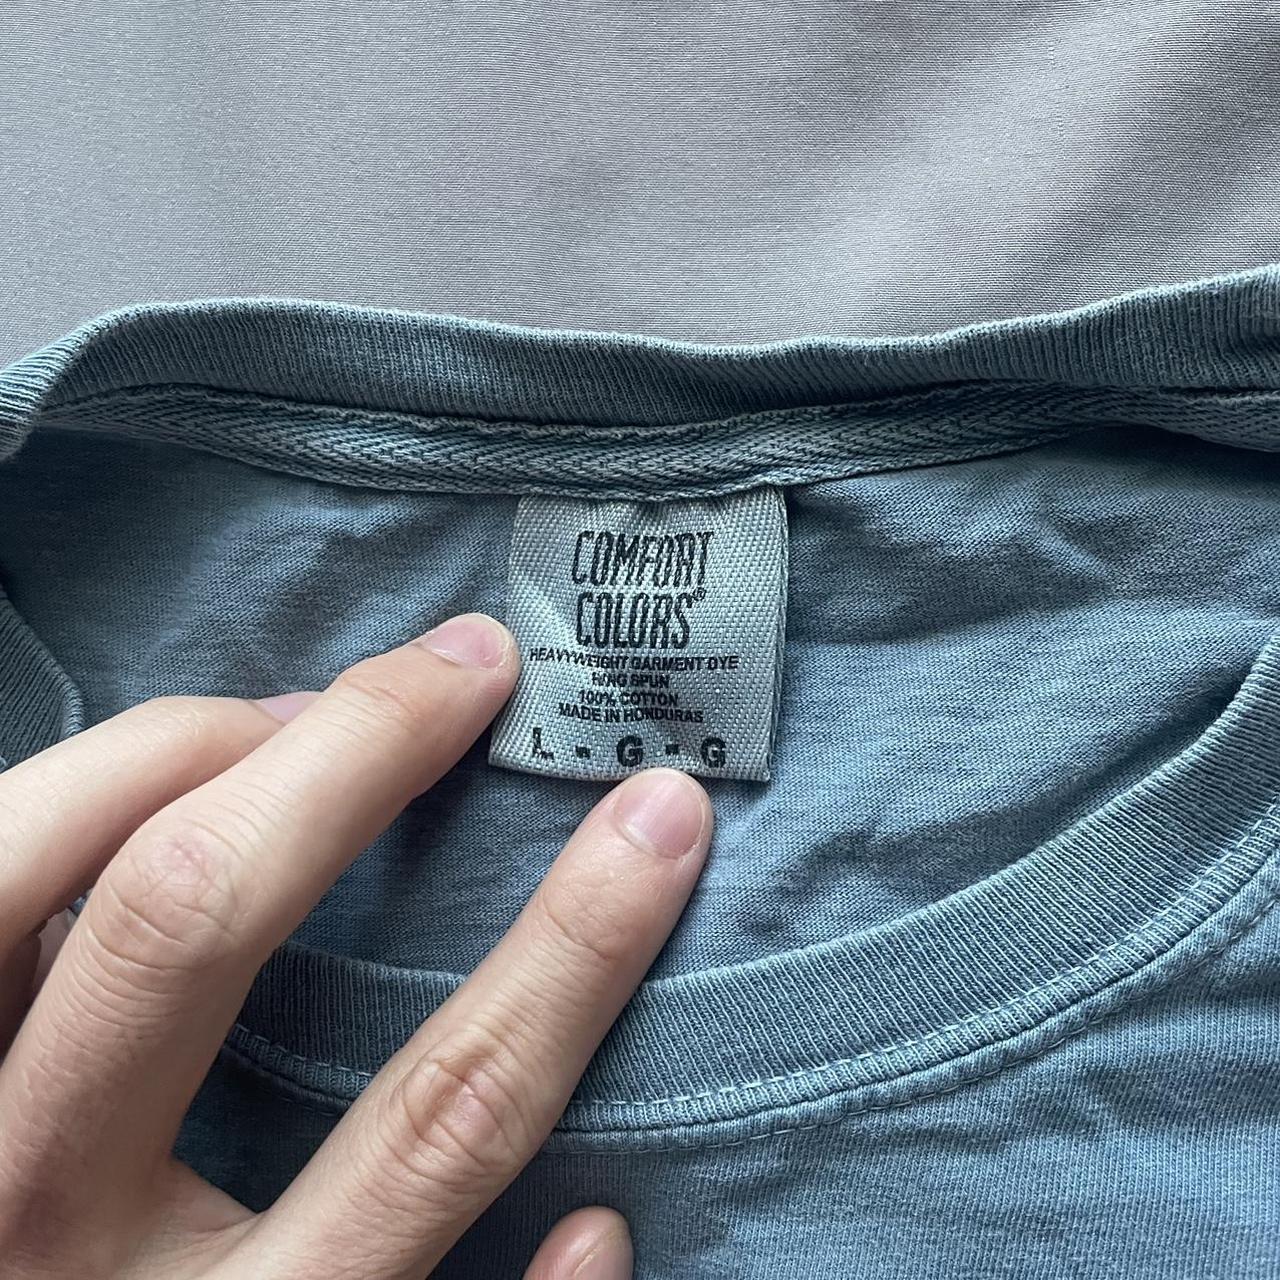 COMFORT
COLORS®
HEAVYWEIGHT GARMENT DYE
RING SPUN
100% COTTON
MADE IN HONDURAS
L - G - G